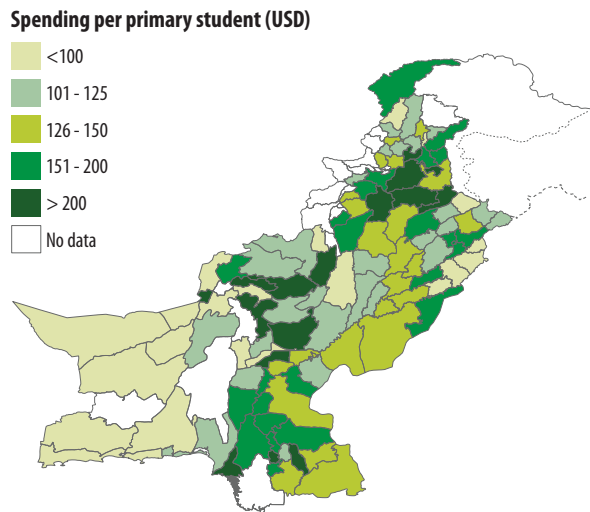 Spending per primary student (USD)
<100
101 - 125
126 - 150
151 - 200
> 200
No data